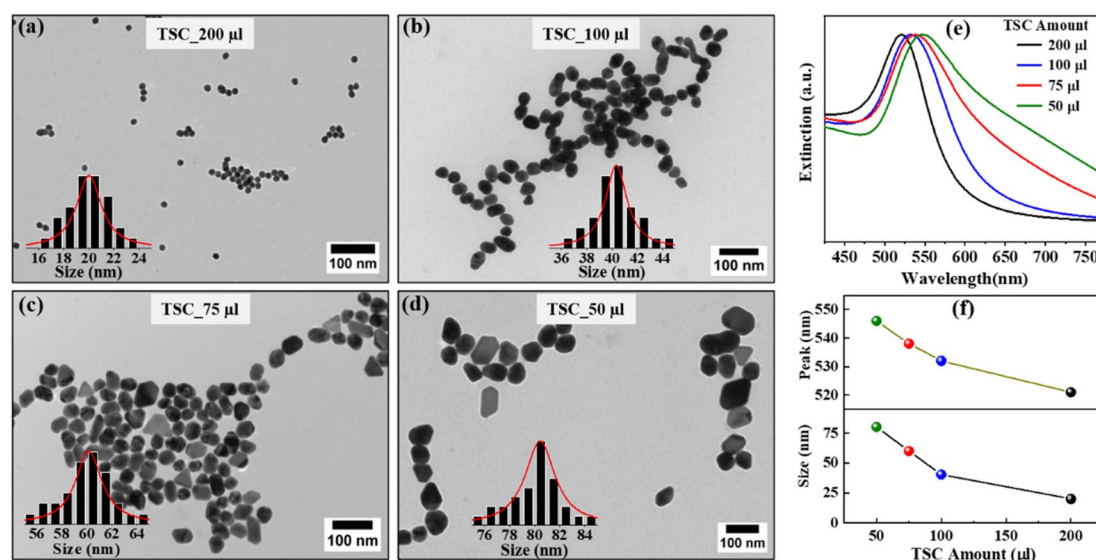 (a)
TSC_200 µl
16 18 20 22 24
Size (nm)
100 nm
(b)
TSC_100 µl
36 38 40 42 44
Size (nm)
100 nm
(c)
TSC_75 µl
56 58 60 62 64
Size (nm)
100 nm
(d)
TSC_50 µl
76 78 80 82 84
Size (nm)
100 nm
(e)
TSC Amount
200 µl
100 µl
75 µl
50 µl
Extinction (a.u.)
450 500 550 600 650 700 750
Wavelength(nm)
(f)
Peak (nm)
550
540
530
520
Size (nm)
75
50
25
50 100 150 200
TSC Amount (µl)